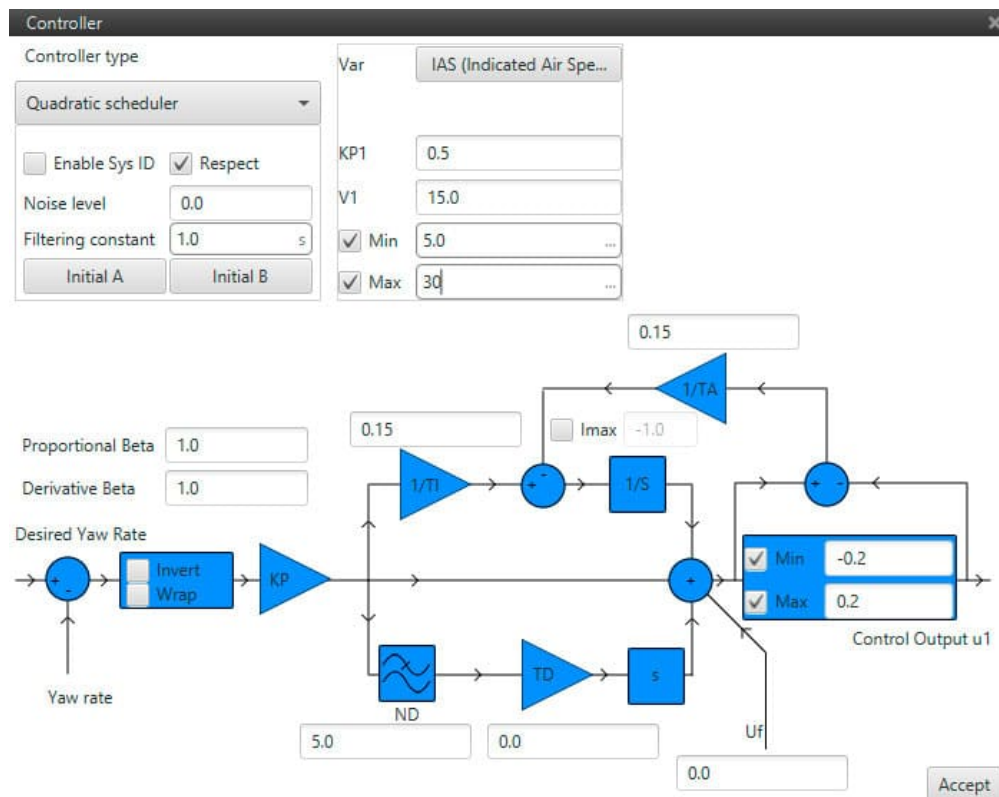 Controller
Controller type
Quadratic scheduler
Enable Sys ID Respect
Noise level 0.0
Filtering constant 1.0 s
Initial A Initial B
Var IAS (Indicated Air Spe...
KP1 0.5
V1 15.0
Min 5.0 ...
Max 30 ...
0.15
1/TA
0.15
Imax -1.0
Proportional Beta 1.0
Derivative Beta 1.0
1/TI + - 1/S + -
Desired Yaw Rate
+ - Invert
Wrap
KP
+
Min -0.2
Max 0.2
Control Output u1
Yaw rate
TD s
ND
5.0 0.0
Uf
0.0
Accept